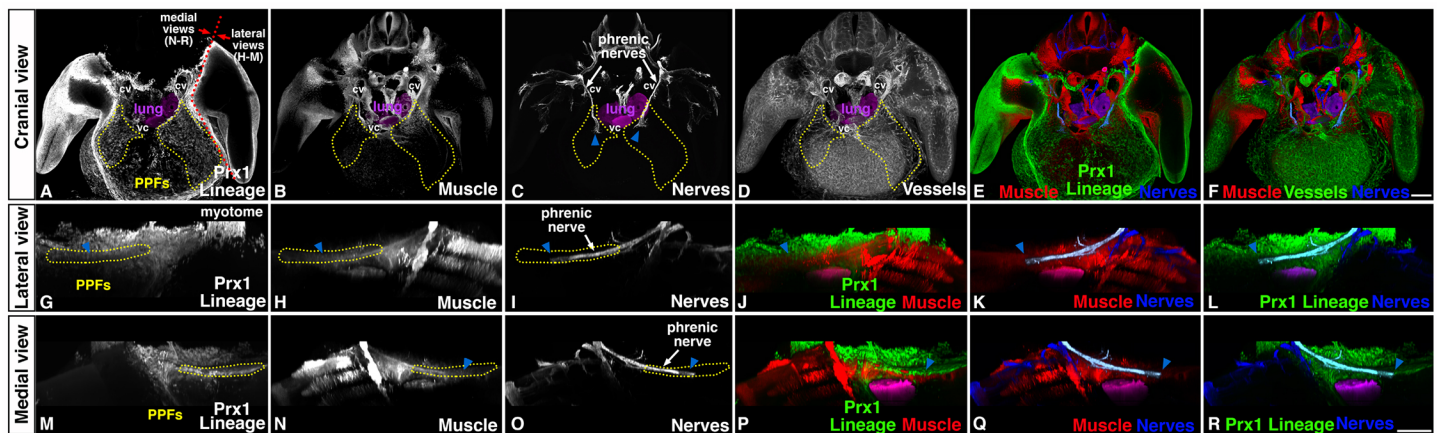 Cranial view
medial
views
(N-R)
lateral
views
(H-M)
cv
cv
lung
vc
PPFs
Prx1
Lineage
A
cv
cv
lung
vc
B
Muscle
phrenic
nerves
cv
cv
lung
vc
C
Nerves
cv
cv
lung
vc
D
Vessels
E
Muscle
Prx1
Lineage
Nerves
F
Muscle
Vessels
Nerves
Lateral view
myotome
PPFs
Prx1
Lineage
G
H
Muscle
phrenic
nerve
I
Nerves
J
Prx1
Lineage
Muscle
K
Muscle
Nerves
L
Prx1 Lineage
Nerves
Medial view
M
PPFs
Prx1
Lineage
N
Muscle
phrenic
nerve
O
Nerves
P
Prx1
Lineage
Muscle
Q
Muscle
Nerves
R
Prx1 Lineage
Nerves